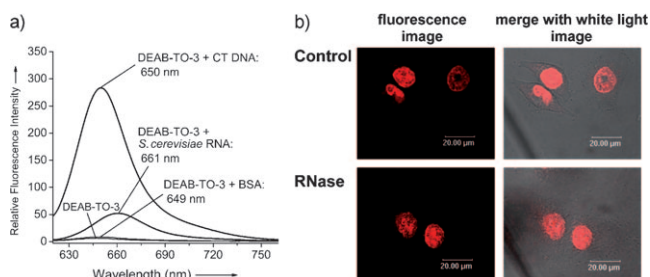 a)
Relative Fluorescence Intensity
350
300
250
200
150
100
50
0
630
660
690
720
750
Wavelength (nm)
DEAB-TO-3 + CT DNA:
650 nm
DEAB-TO-3 +
S.cerevisiae RNA:
661 nm
DEAB-TO-3 + BSA:
649 nm
DEAB-TO-3
b)
fluorescence
image
merge with white light
image
Control
20.00 µm
20.00 µm
RNase
20.00 µm
20.00 µm